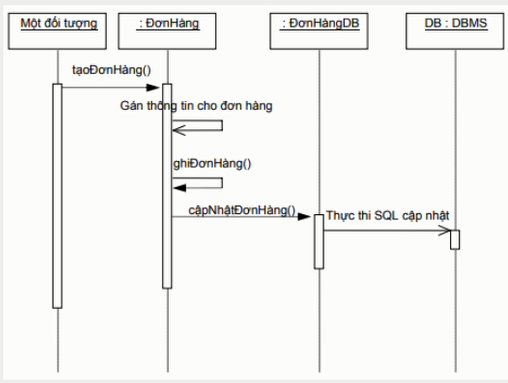 Một đối tượng
: ĐơnHàng
: ĐơnHàngDB
DB : DBMS
tạoĐơnHàng()
Gán thông tin cho đơn hàng
ghiĐơnHàng()
cậpNhậtĐơnHàng()
Thực thi SQL cập nhật